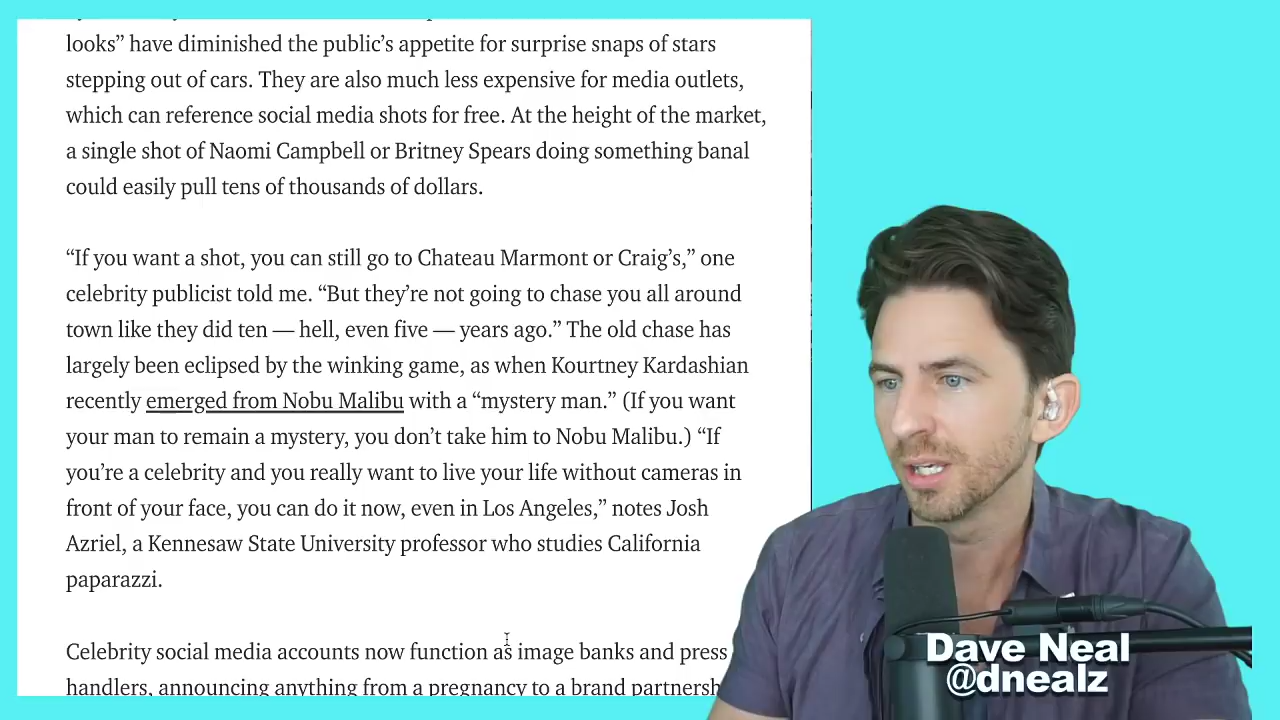 looks” have diminished the public’s appetite for surprise snaps of stars
stepping out of cars. They are also much less expensive for media outlets,
which can reference social media shots for free. At the height of the market,
a single shot of Naomi Campbell or Britney Spears doing something banal
could easily pull tens of thousands of dollars.
“If you want a shot, you can still go to Chateau Marmont or Craig’s,” one
celebrity publicist told me. “But they’re not going to chase you all around
town like they did ten — hell, even five — years ago.” The old chase has
largely been eclipsed by the winking game, as when Kourtney Kardashian
recently emerged from Nobu Malibu with a “mystery man.” (If you want
your man to remain a mystery, you don’t take him to Nobu Malibu.) “If
you’re a celebrity and you really want to live your life without cameras in
front of your face, you can do it now, even in Los Angeles,” notes Josh
Azriel, a Kennesaw State University professor who studies California
paparazzi.
Celebrity social media accounts now function as image banks and press
handlers, announcing anything from a pregnancy to a brand
Dave Neal
@dnealz